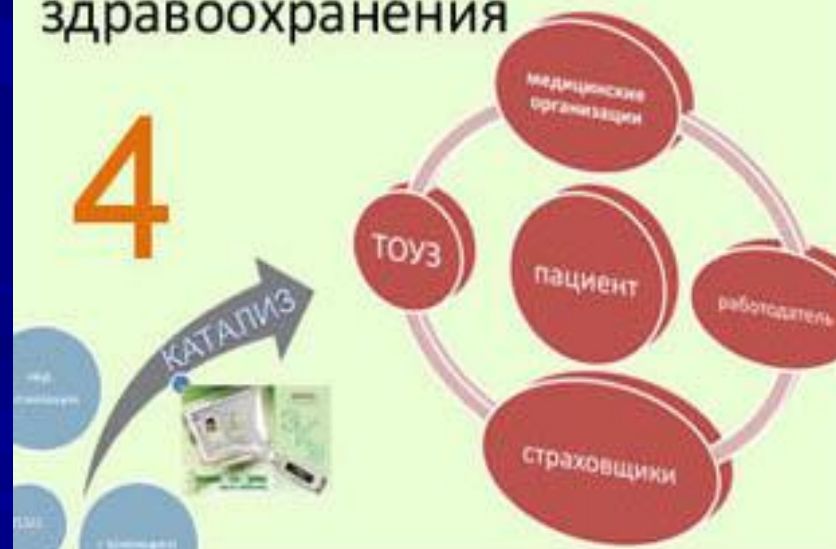 здравоохранения
4
медицинские
организации
ТОУЗ
пациент
работодатель
КАТАЛИЗ
страховщики